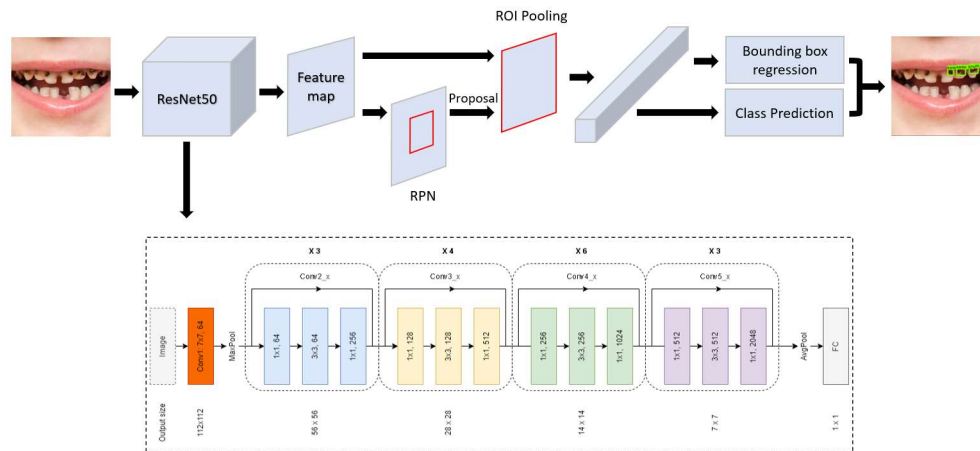 ROI Pooling
ResNet50
Feature
map
Proposal
RPN
Bounding box
regression
Class Prediction
X 3
X 4
X 6
X 3
Conv2_x
Conv3_x
Conv4_x
Conv5_x
Image
Conv1, 7x7, 64
MaxPool
1x1, 64
3x3, 64
1x1, 256
1x1, 128
3x3, 128
1x1, 512
1x1, 256
3x3, 256
1x1, 1024
1x1, 512
3x3, 512
1x1, 2048
AvgPool
FC
Output size
112x112
56 x 56
28 x 28
14 x 14
7 x 7
1 x 1